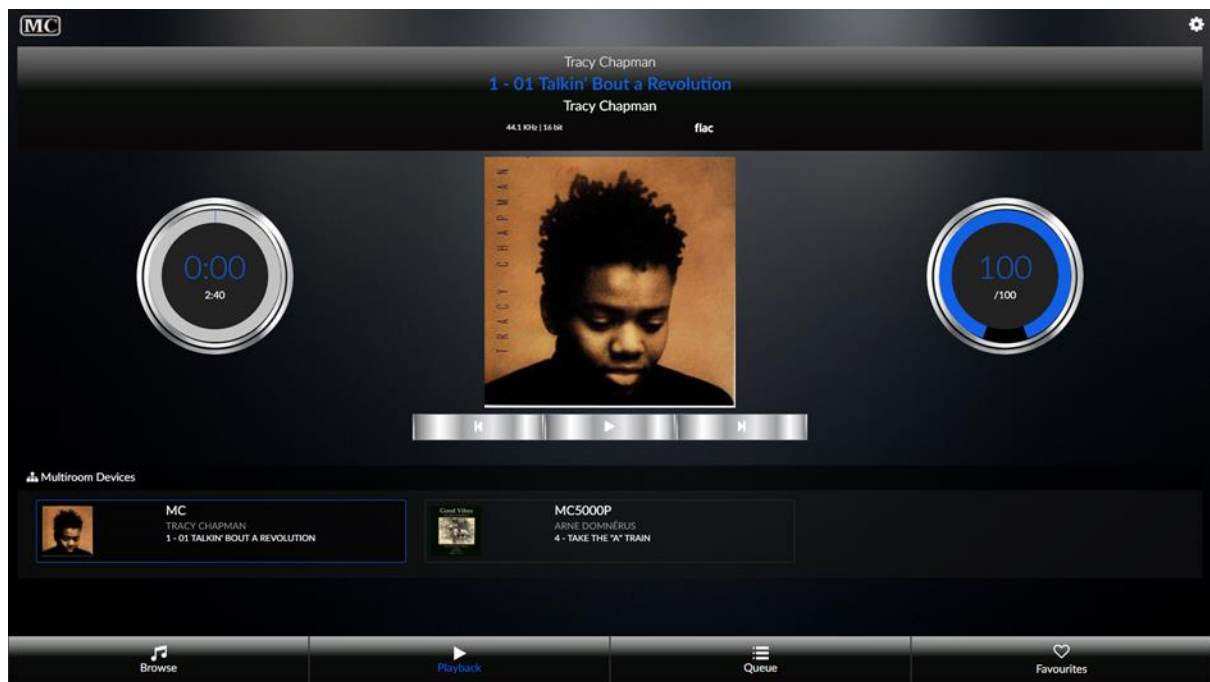 MC
Tracy Chapman
1 - 01 Talkin' Bout a Revolution
Tracy Chapman
44.1 KHz | 16 bit flac
TRACY CHAPMAN
0:00
2:40
100
/100
Multiroom Devices
MC
TRACY CHAPMAN
1 - 01 TALKIN' BOUT A REVOLUTION
Good Vibes
MC5000P
ARNE DOMNÉRUS
4 - TAKE THE "A" TRAIN
Browse
Playback
Queue
Favourites